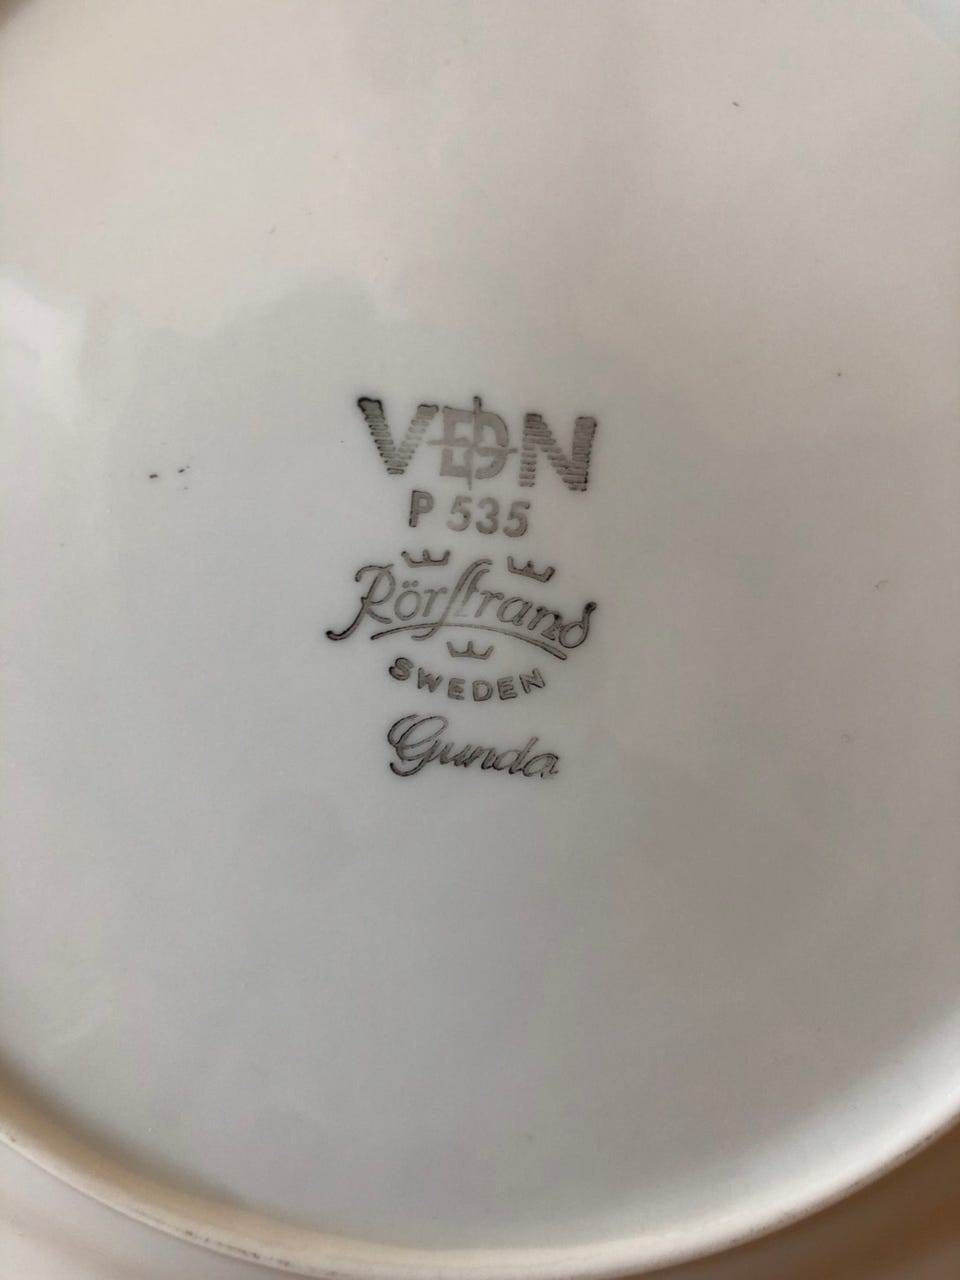 VDN
P 535
Rörstrand
SWEDEN
Gunda